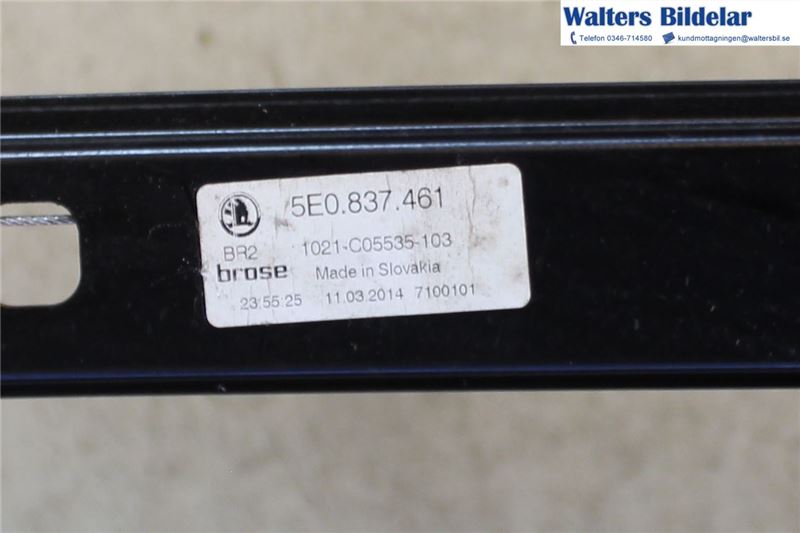 Walters Bildelar
Telefon 0346-714580 kundmottagningen@waltersbil.se
5E0.837.461
BR2 1021-C05535-103
brose Made in Slovakia
23:55:25 11.03.2014 7100101